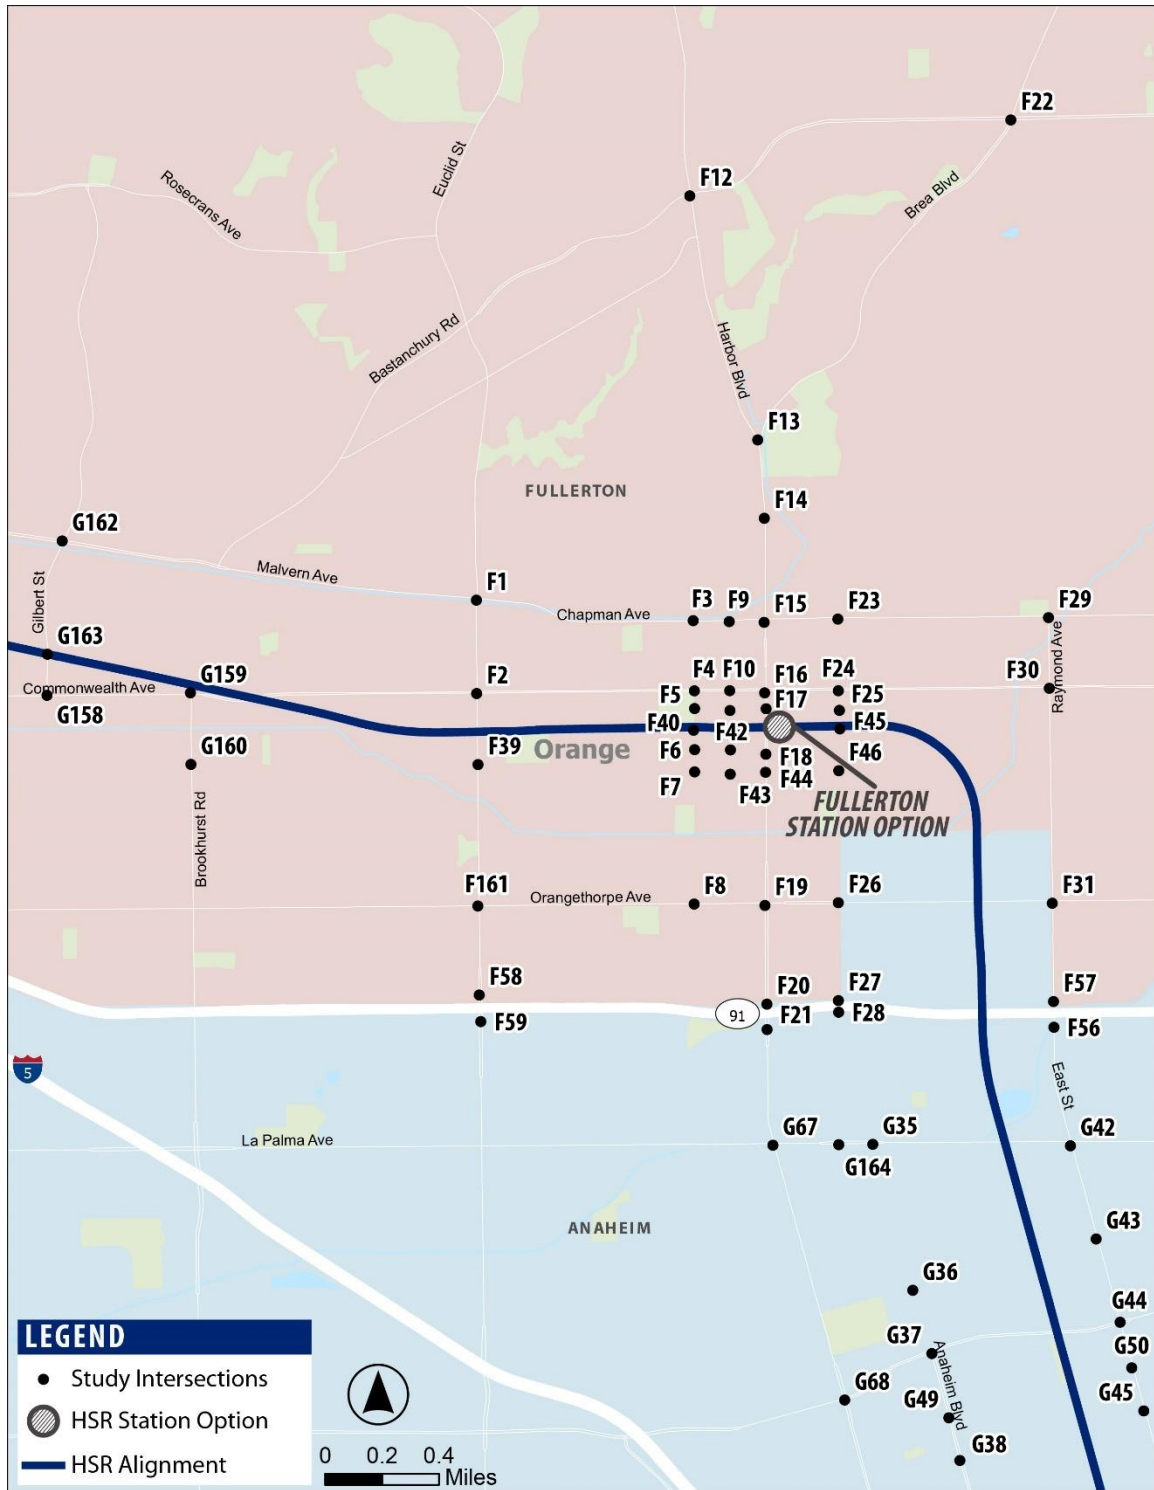 F22
F12
Euclid St
Rosecrans Ave
Brea Blvd
Bastanchury Rd
Harbor Blvd
F13
FULLERTON
F14
G162
Malvern Ave
F1
Chapman Ave
F3
F9
F15
F23
F29
Gilbert St
G163
Raymond Ave
Commonwealth Ave
G159
F2
F4
F10
F16
F24
F30
G158
F5
F17
F25
F40
F42
F45
G160
F39
Orange
F6
F18
F46
F7
F43
F44
FULLERTON
STATION OPTION
Brookhurst Rd
F161
Orangethorpe Ave
F8
F19
F26
F31
F58
F20
F27
F57
F59
91
F21
F28
F56
5
East St
La Palma Ave
G67
G35
G42
G164
ANAHEIM
G43
G36
G44
G37
Anaheim Blvd
G50
G68
G49
G45
G38
LEGEND
Study Intersections
HSR Station Option
HSR Alignment
0 0.2 0.4
Miles